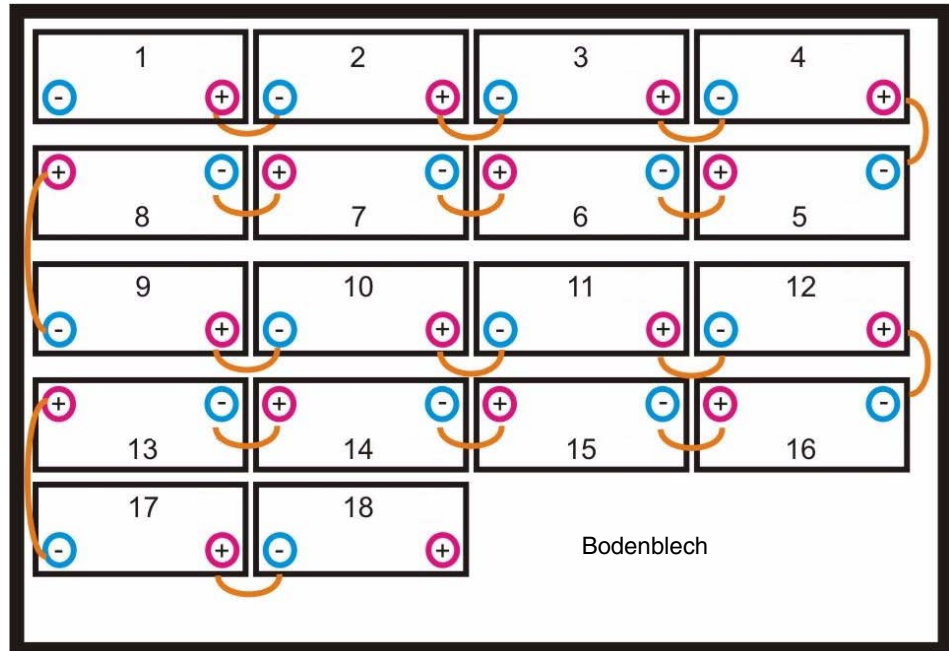 1 2 3 4
- + - + - + - +
+ - + - + - + -
8 7 6 5
9 10 11 12
- + - + - + - +
+ - + - + - + -
13 14 15 16
17 18
- + - +
Bodenblech